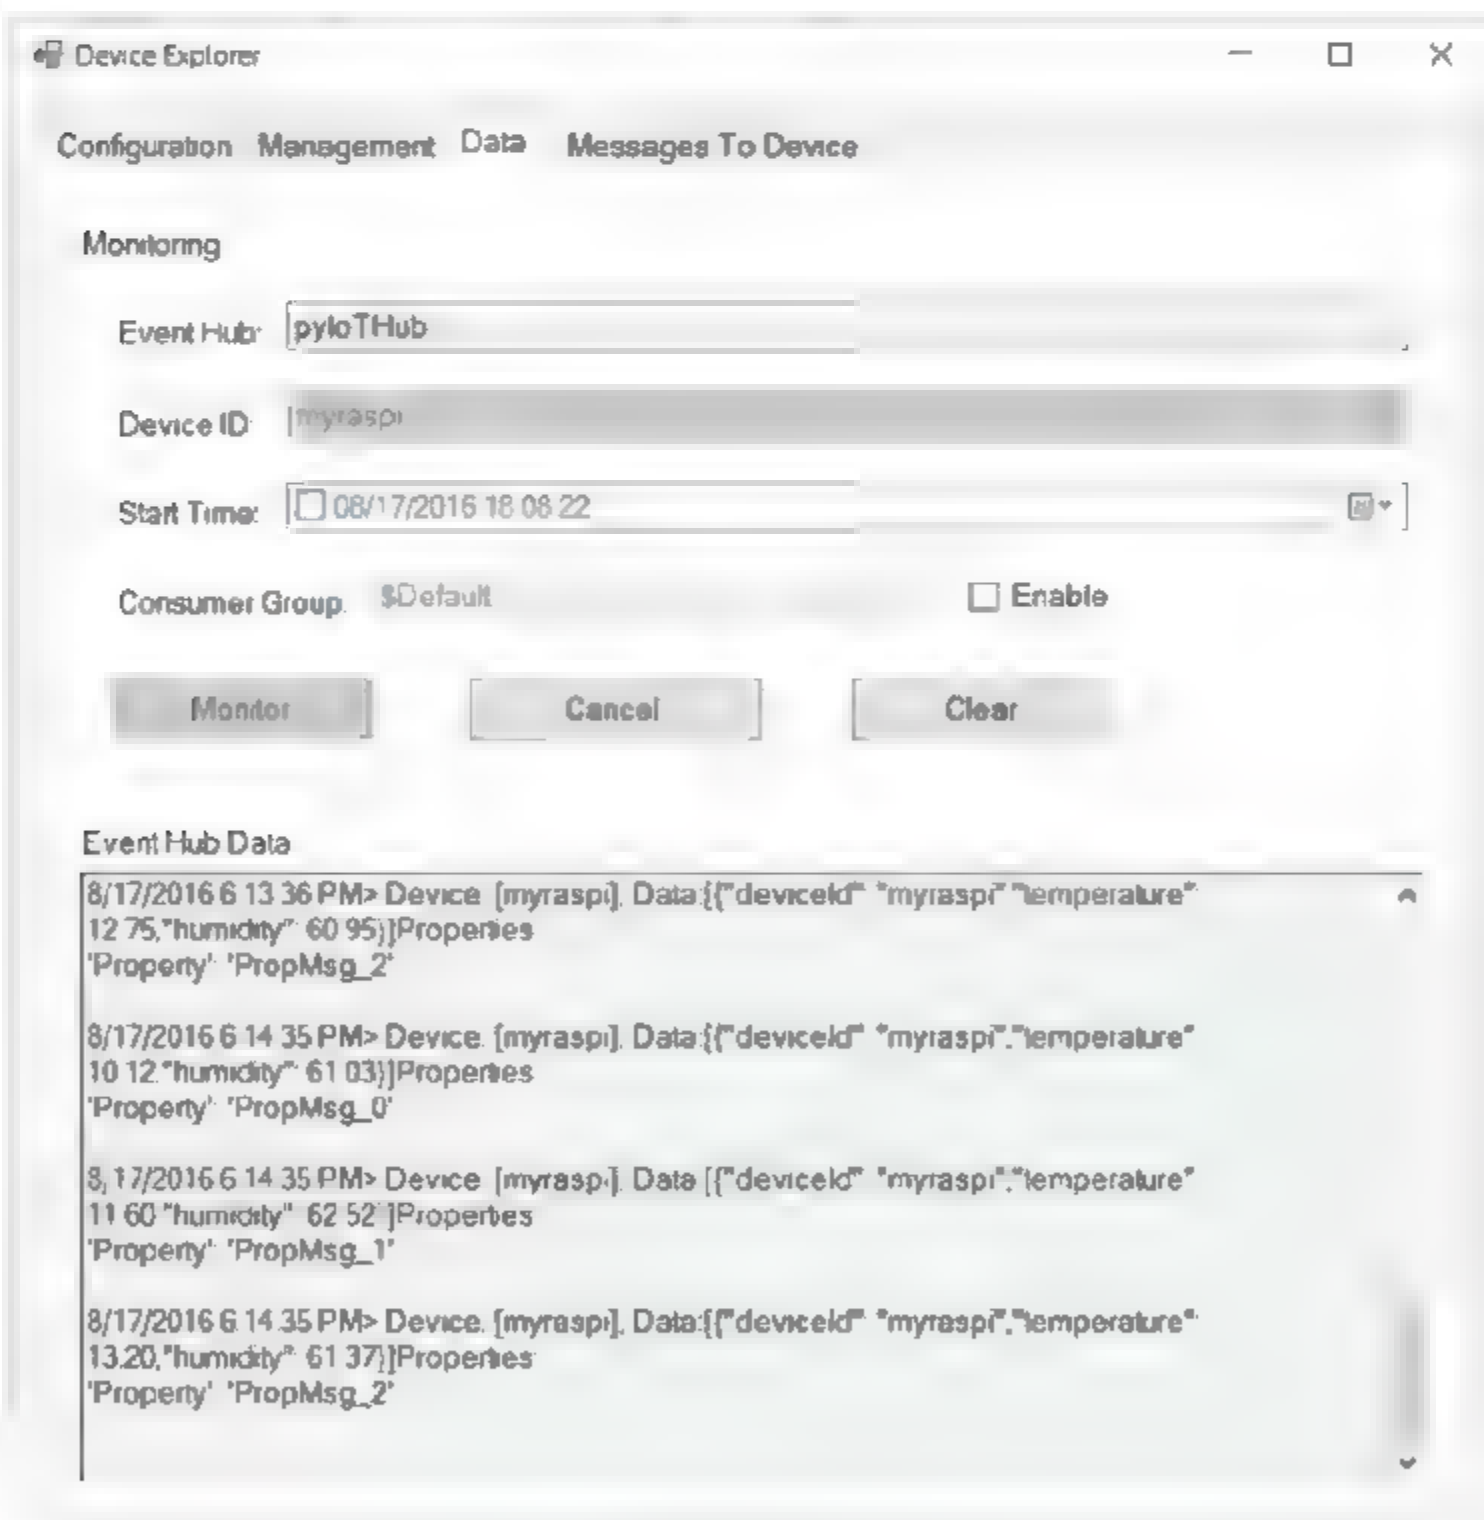 Device Explorer
Configuration Management Data Messages To Device
Monitoring
Event Hub: pyIoTHub
Device ID: myraspi
Start Time: 08/17/2016 18:08:22
Consumer Group: $Default Enable
Monitor Cancel Clear
Event Hub Data
8/17/2016 6:13:36 PM> Device: [myraspi], Data:[{"deviceId": "myraspi","temperature":
12.75,"humidity": 60.95}]Properties:
'Property': 'PropMsg_2'
8/17/2016 6:14:35 PM> Device: [myraspi], Data:[{"deviceId": "myraspi","temperature":
10.12,"humidity": 61.03}]Properties:
'Property': 'PropMsg_0'
8/17/2016 6:14:35 PM> Device: [myraspi], Data:[{"deviceId": "myraspi","temperature":
11.60,"humidity": 62.52}]Properties:
'Property': 'PropMsg_1'
8/17/2016 6:14:35 PM> Device: [myraspi], Data:[{"deviceId": "myraspi","temperature":
13.20,"humidity": 61.37}]Properties:
'Property': 'PropMsg_2'